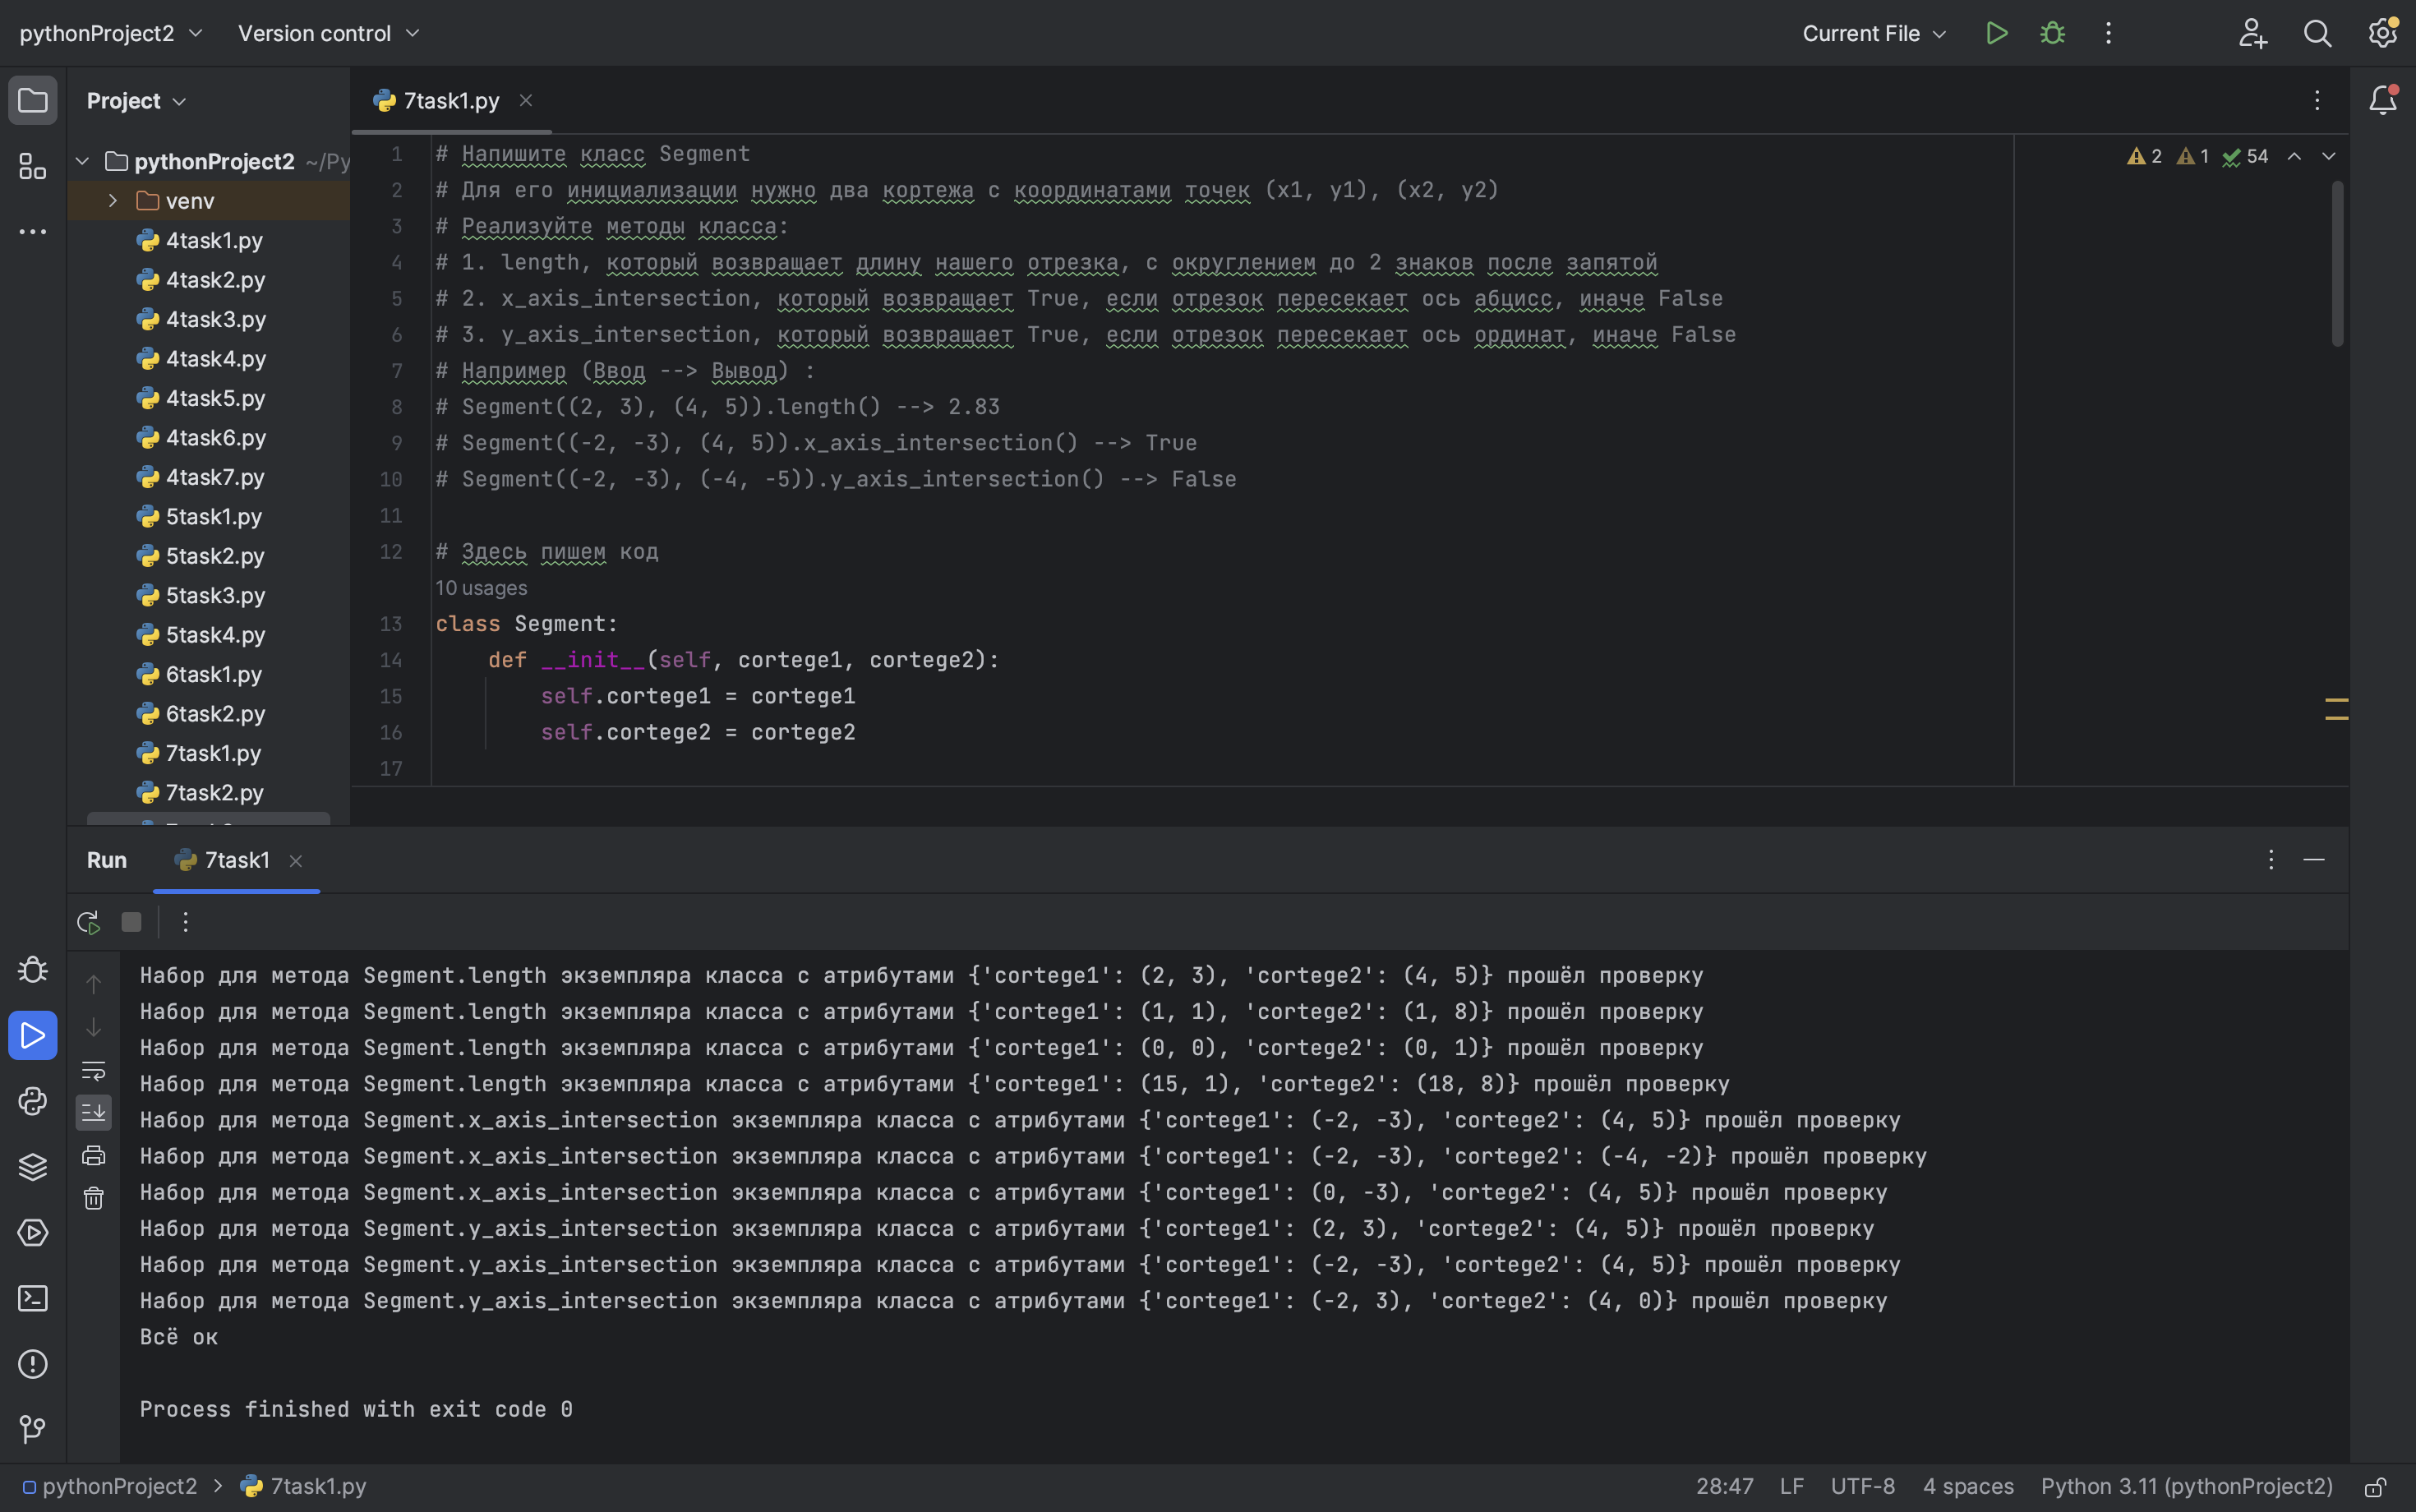 pythonProject2 Version control Current File
Project
7task1.py
pythonProject2 ~/Py
venv
4task1.py
4task2.py
4task3.py
4task4.py
4task5.py
4task6.py
4task7.py
5task1.py
5task2.py
5task3.py
5task4.py
6task1.py
6task2.py
7task1.py
7task2.py
2 1 54
1 # Напишите класс Segment
2 # Для его инициализации нужно два кортежа с координатами точек (x1, y1), (x2, y2)
3 # Реализуйте методы класса:
4 # 1. length, который возвращает длину нашего отрезка, с округлением до 2 знаков после запятой
5 # 2. x_axis_intersection, который возвращает True, если отрезок пересекает ось абцисс, иначе False
6 # 3. y_axis_intersection, который возвращает True, если отрезок пересекает ось ординат, иначе False
7 # Например (Ввод --> Вывод) :
8 # Segment((2, 3), (4, 5)).length() --> 2.83
9 # Segment((-2, -3), (4, 5)).x_axis_intersection() --> True
10 # Segment((-2, -3), (-4, -5)).y_axis_intersection() --> False
11
12 # Здесь пишем код
10 usages
13 class Segment:
14 def __init__(self, cortege1, cortege2):
15 self.cortege1 = cortege1
16 self.cortege2 = cortege2
17
Run 7task1
Набор для метода Segment.length экземпляра класса с атрибутами {'cortege1': (2, 3), 'cortege2': (4, 5)} прошёл проверку
Набор для метода Segment.length экземпляра класса с атрибутами {'cortege1': (1, 1), 'cortege2': (1, 8)} прошёл проверку
Набор для метода Segment.length экземпляра класса с атрибутами {'cortege1': (0, 0), 'cortege2': (0, 1)} прошёл проверку
Набор для метода Segment.length экземпляра класса с атрибутами {'cortege1': (15, 1), 'cortege2': (18, 8)} прошёл проверку
Набор для метода Segment.x_axis_intersection экземпляра класса с атрибутами {'cortege1': (-2, -3), 'cortege2': (4, 5)} прошёл проверку
Набор для метода Segment.x_axis_intersection экземпляра класса с атрибутами {'cortege1': (-2, -3), 'cortege2': (-4, -2)} прошёл проверку
Набор для метода Segment.x_axis_intersection экземпляра класса с атрибутами {'cortege1': (0, -3), 'cortege2': (4, 5)} прошёл проверку
Набор для метода Segment.y_axis_intersection экземпляра класса с атрибутами {'cortege1': (2, 3), 'cortege2': (4, 5)} прошёл проверку
Набор для метода Segment.y_axis_intersection экземпляра класса с атрибутами {'cortege1': (-2, -3), 'cortege2': (4, 5)} прошёл проверку
Набор для метода Segment.y_axis_intersection экземпляра класса с атрибутами {'cortege1': (-2, 3), 'cortege2': (4, 0)} прошёл проверку
Всё ок
Process finished with exit code 0
pythonProject2 > 7task1.py 28:47 LF UTF-8 4 spaces Python 3.11 (pythonProject2)